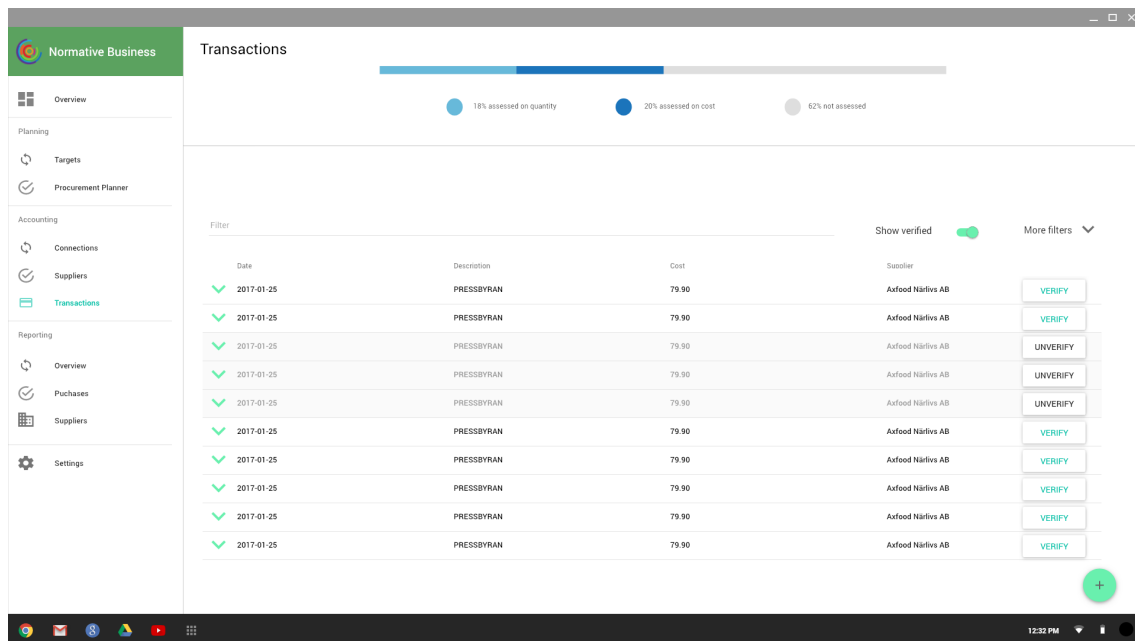 Normative Business
Transactions
18% assessed on quantity
20% assessed on cost
62% not assessed
Overview
Planning
Targets
Procurement Planner
Accounting
Connections
Suppliers
Transactions
Reporting
Overview
Puchases
Suppliers
Settings
Filter
Show verified
More filters
Date Description Cost Supplier
2017-01-25 PRESSBYRAN 79.90 Axfood Närlivs AB VERIFY
2017-01-25 PRESSBYRAN 79.90 Axfood Närlivs AB VERIFY
2017-01-25 PRESSBYRAN 79.90 Axfood Närlivs AB UNVERIFY
2017-01-25 PRESSBYRAN 79.90 Axfood Närlivs AB UNVERIFY
2017-01-25 PRESSBYRAN 79.90 Axfood Närlivs AB UNVERIFY
2017-01-25 PRESSBYRAN 79.90 Axfood Närlivs AB VERIFY
2017-01-25 PRESSBYRAN 79.90 Axfood Närlivs AB VERIFY
2017-01-25 PRESSBYRAN 79.90 Axfood Närlivs AB VERIFY
2017-01-25 PRESSBYRAN 79.90 Axfood Närlivs AB VERIFY
2017-01-25 PRESSBYRAN 79.90 Axfood Närlivs AB VERIFY
+
8
12:32 PM